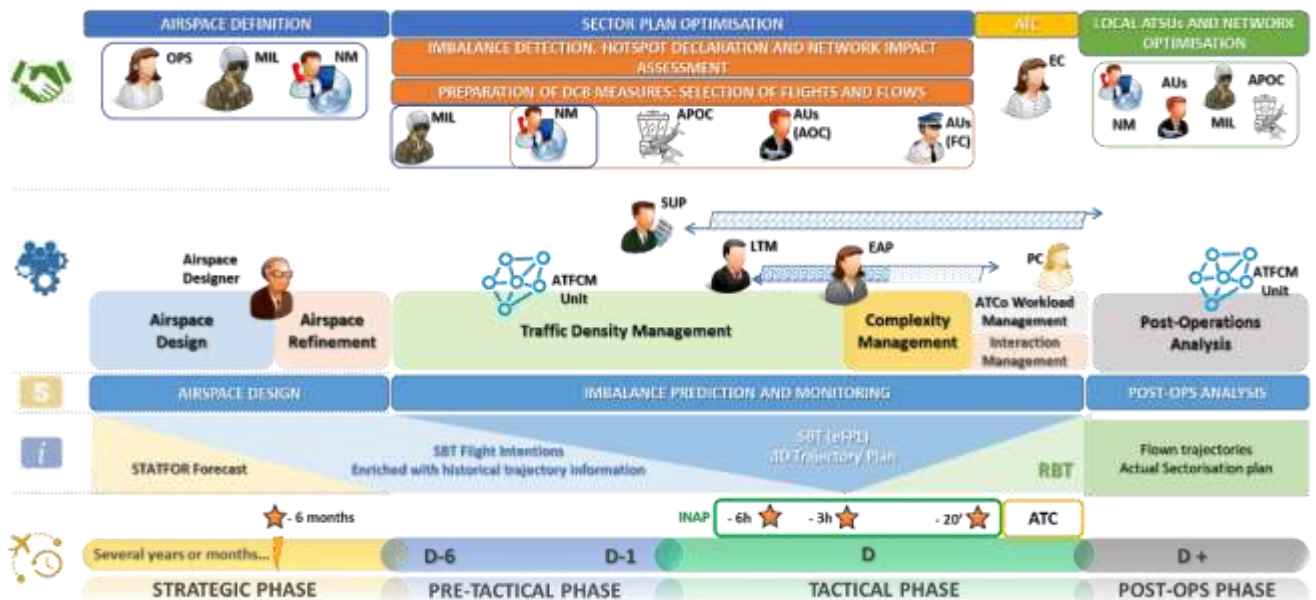 AIRSPACE DEFINITION
SECTOR PLAN OPTIMISATION
ATC
LOCAL ATSUs AND NETWORK
OPTIMISATION
IMBALANCE DETECTION, HOTSPOT DECLARATION AND NETWORK IMPACT
ASSESSMENT
PREPARATION OF DCB MEASURES: SELECTION OF FLIGHTS AND FLOWS
OPS
MIL
NM
MIL
NM
APOC
AUs
(AOC)
AUs
(FC)
EC
NM
AUs
MIL
APOC
SUP
LTM
EAP
PC
Airspace
Designer
ATFCM
Unit
ATFCM
Unit
Airspace
Design
Airspace
Refinement
Traffic Density Management
Complexity
Management
ATCo Workload
Management
Interaction
Management
Post-Operations
Analysis
S
AIRSPACE DESIGN
IMBALANCE PREDICTION AND MONITORING
POST-OPS ANALYSIS
i
STATFOR Forecast
SBT Flight Intentions
Enriched with historical trajectory information
SBT (eFPL)
4D Trajectory Plan
RBT
Flown trajectories
Actual Sectorisation plan
- 6 months
INAP
- 6h
- 3h
- 20'
ATC
Several years or months...
D-6
D-1
D
D +
STRATEGIC PHASE
PRE-TACTICAL PHASE
TACTICAL PHASE
POST-OPS PHASE